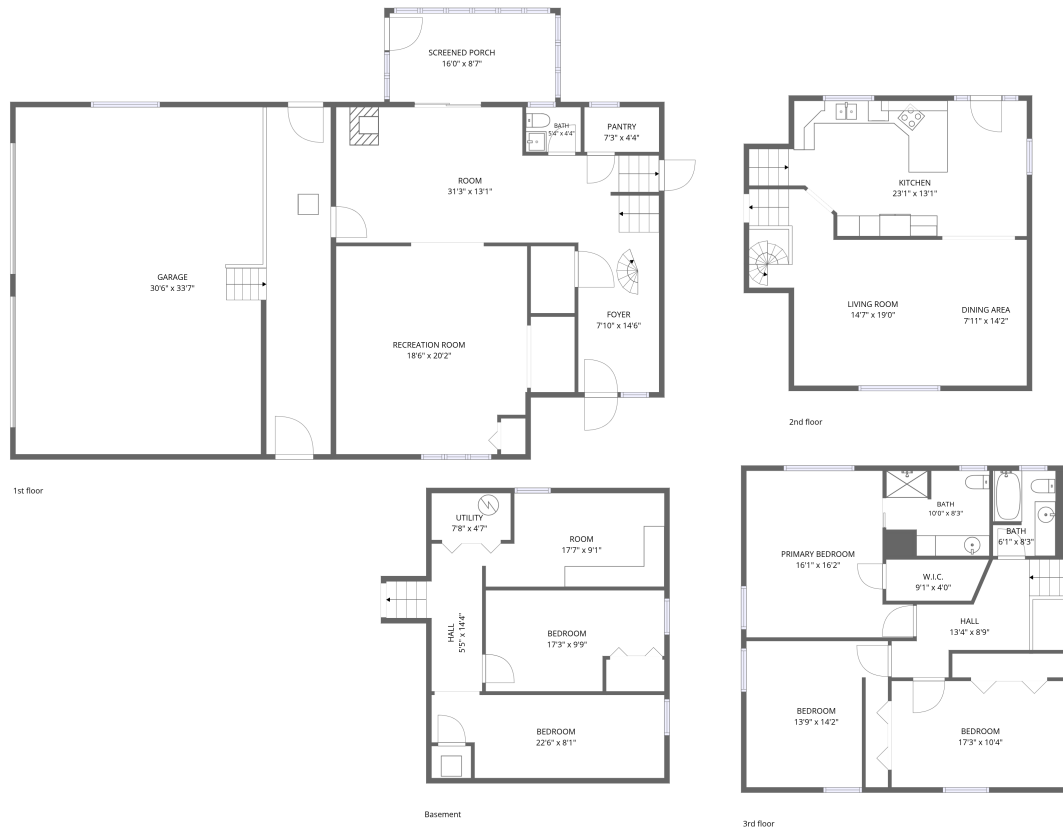 SCREENED PORCH
16'0" x 8'7"
BATH
5'4" x 4'4"
PANTRY
7'3" x 4'4"
ROOM
31'3" x 13'1"
GARAGE
30'6" x 33'7"
RECREATION ROOM
18'6" x 20'2"
FOYER
7'10" x 14'6"
1st floor
KITCHEN
23'1" x 13'1"
LIVING ROOM
14'7" x 19'0"
DINING AREA
7'11" x 14'2"
2nd floor
UTILITY
7'8" x 4'7"
ROOM
17'7" x 9'1"
HALL
5'5" x 14'4"
BEDROOM
17'3" x 9'9"
BEDROOM
22'6" x 8'1"
Basement
BATH
10'0" x 8'3"
BATH
6'1" x 8'3"
PRIMARY BEDROOM
16'1" x 16'2"
W.I.C.
9'1" x 4'0"
HALL
13'4" x 8'9"
BEDROOM
13'9" x 14'2"
BEDROOM
17'3" x 10'4"
3rd floor